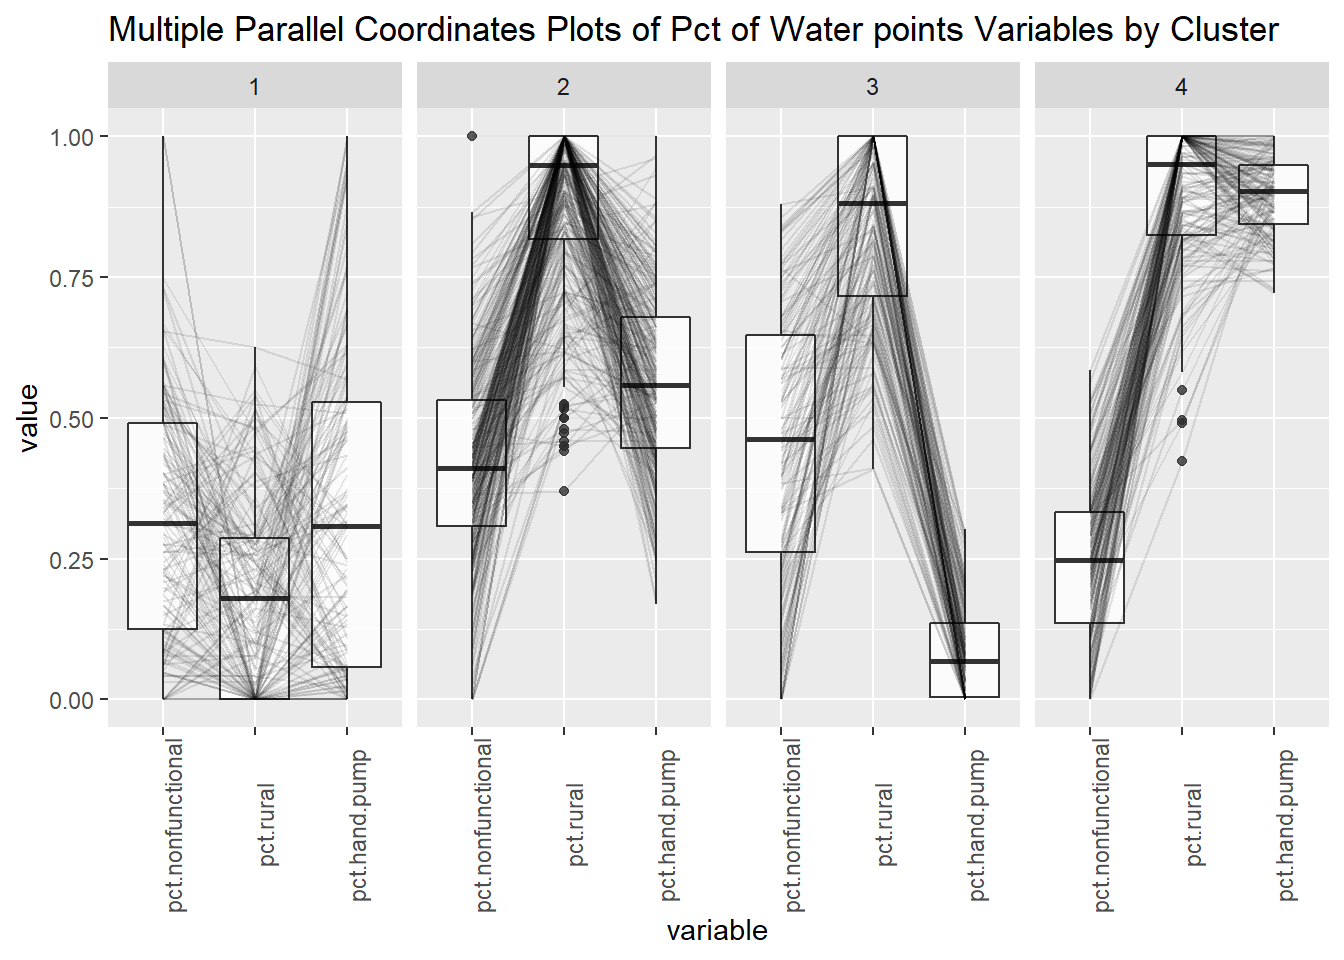 Multiple Parallel Coordinates Plots of Pct of Water points Variables by Cluster
1
2
3
4
value
1.00
0.75
0.50
0.25
0.00
pct.nonfunctional
pct.rural
pct.hand.pump
pct.nonfunctional
pct.rural
pct.hand.pump
pct.nonfunctional
pct.rural
pct.hand.pump
pct.nonfunctional
pct.rural
pct.hand.pump
variable